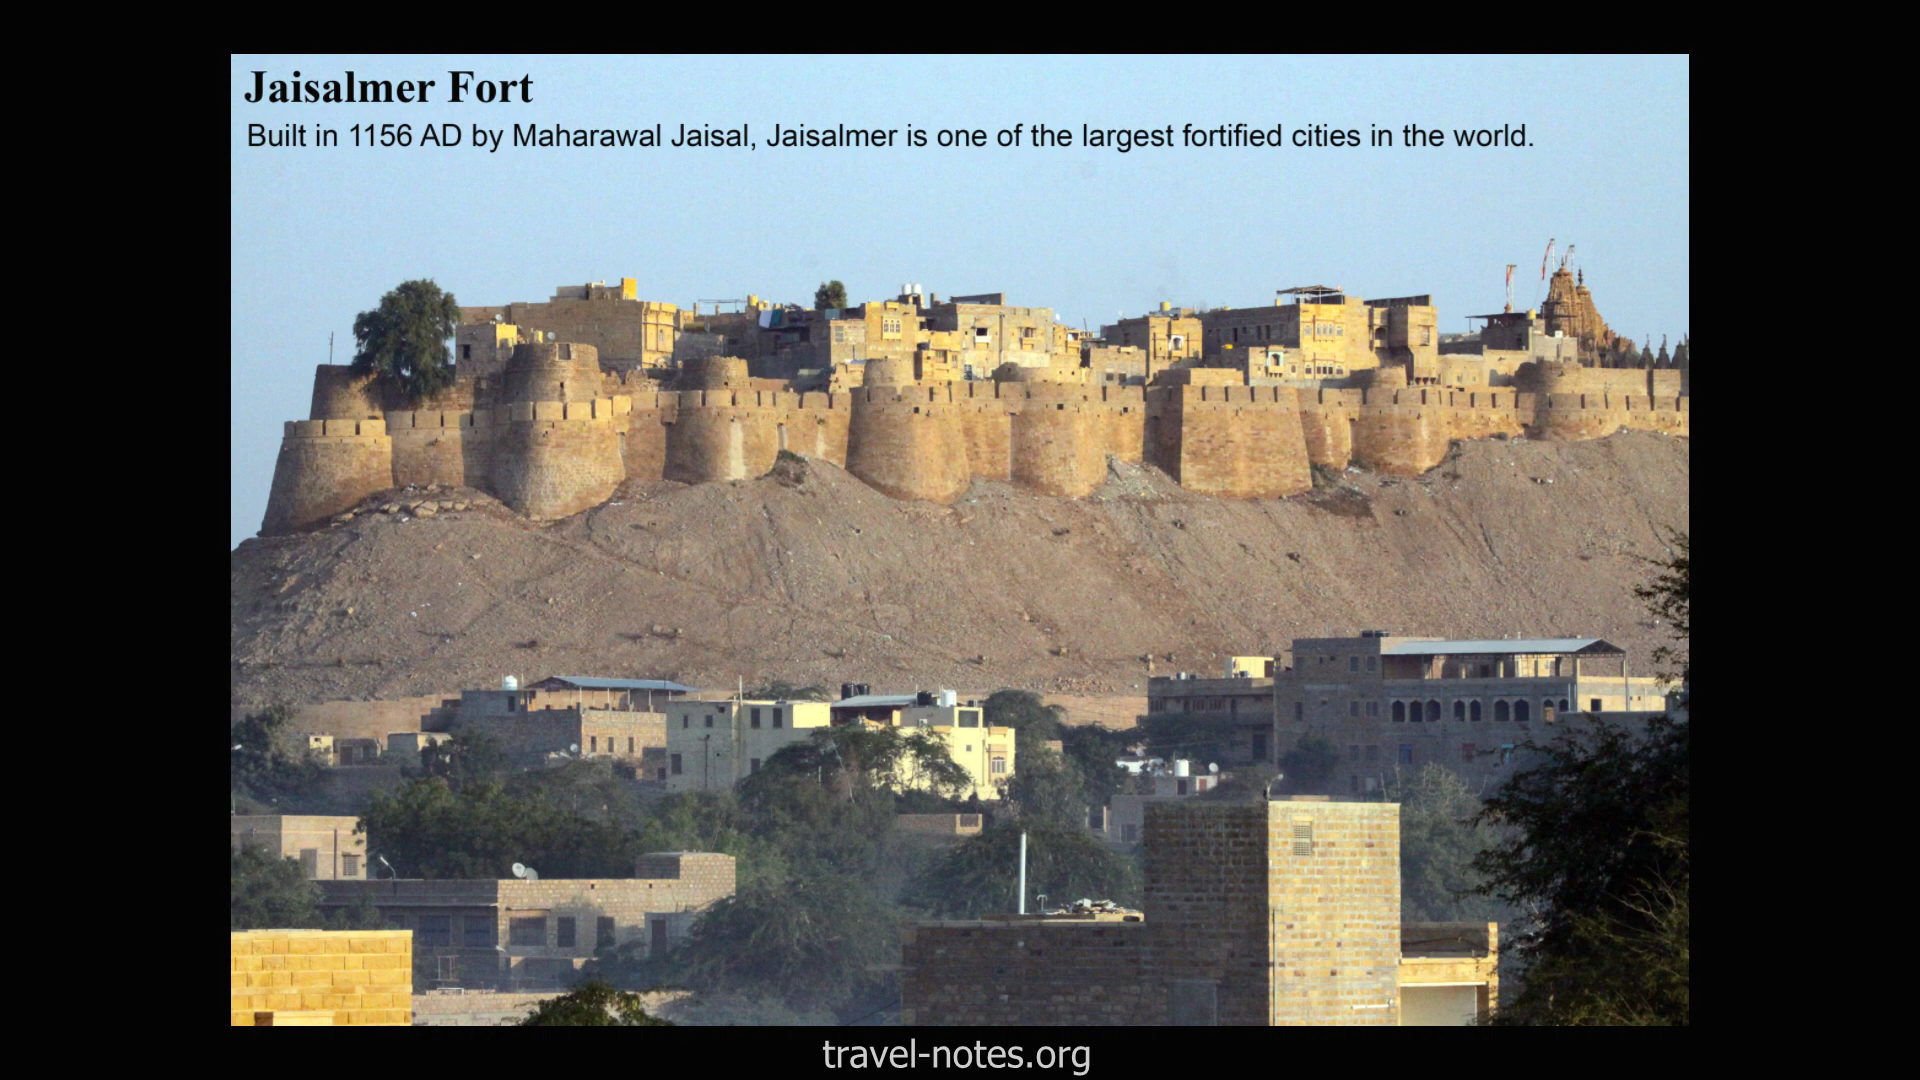 Jaisalmer Fort
Built in 1156 AD by Maharawal Jaisal, Jaisalmer is one of the largest fortified cities in the world.
travel-notes.org